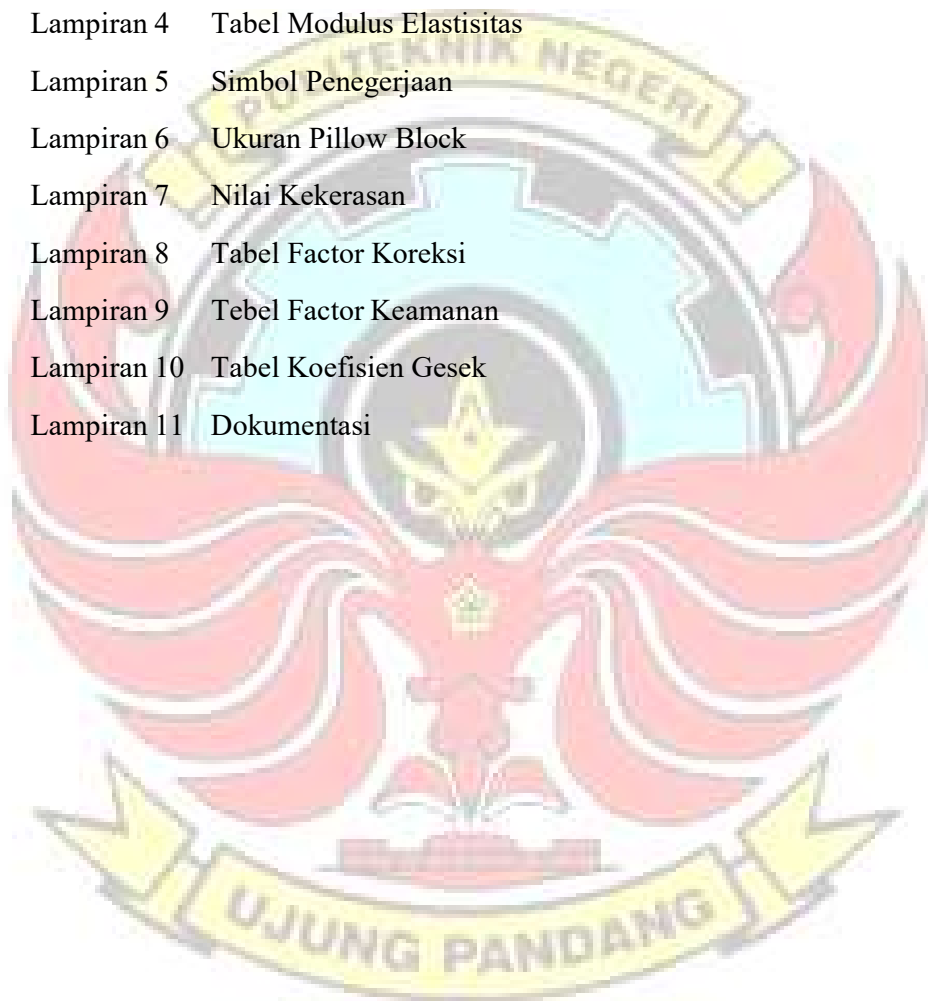 Lampiran 4 Tabel Modulus Elastisitas
POLITEKNIK NEGERI
Lampiran 5 Simbol Penegerjaan
Lampiran 6 Ukuran Pillow Block
Lampiran 7 Nilai Kekerasan
Lampiran 8 Tabel Factor Koreksi
Lampiran 9 Tebel Factor Keamanan
Lampiran 10 Tabel Koefisien Gesek
Lampiran 11 Dokumentasi
UJUNG PANDANG